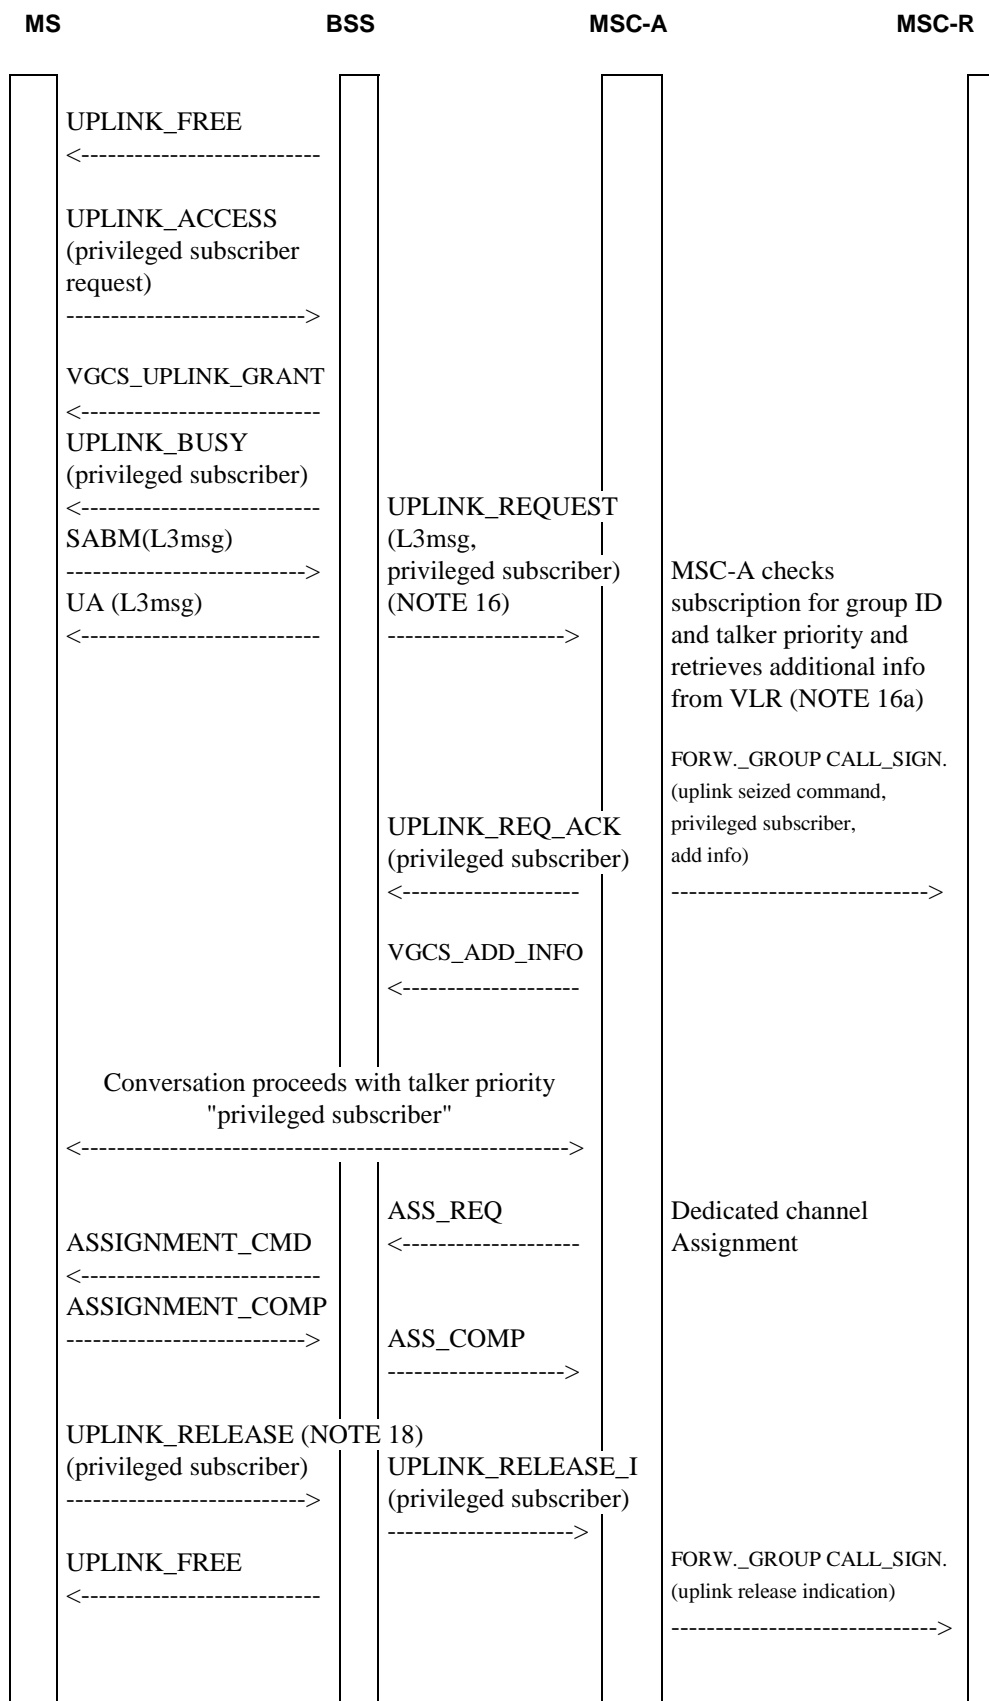 MS BSS MSC-A MSC-R
UPLINK_FREE
<---------------------------
UPLINK_ACCESS
(privileged subscriber
request)
--------------------------->
VGCS_UPLINK_GRANT
<---------------------------
UPLINK_BUSY
(privileged subscriber)
<---------------------------
SABM(L3msg)
--------------------------->
UA (L3msg)
<---------------------------
UPLINK_REQUEST
(L3msg,
privileged subscriber)
(NOTE 16)
-------------------->
MSC-A checks
subscription for group ID
and talker priority and
retrieves additional info
from VLR (NOTE 16a)
FORW._GROUP CALL_SIGN.
(uplink seized command,
privileged subscriber,
add info)
----------------------------->
UPLINK_REQ_ACK
(privileged subscriber)
<--------------------
VGCS_ADD_INFO
<--------------------
Conversation proceeds with talker priority
"privileged subscriber"
<------------------------------------------------------->
ASS_REQ
<--------------------
Dedicated channel
Assignment
ASSIGNMENT_CMD
<---------------------------
ASSIGNMENT_COMP
--------------------------->
ASS_COMP
-------------------->
UPLINK_RELEASE (NOTE 18)
(privileged subscriber)
--------------------------->
UPLINK_RELEASE_I
(privileged subscriber)
--------------------->
UPLINK_FREE
<---------------------------
FORW._GROUP CALL_SIGN.
(uplink release indication)
------------------------------>